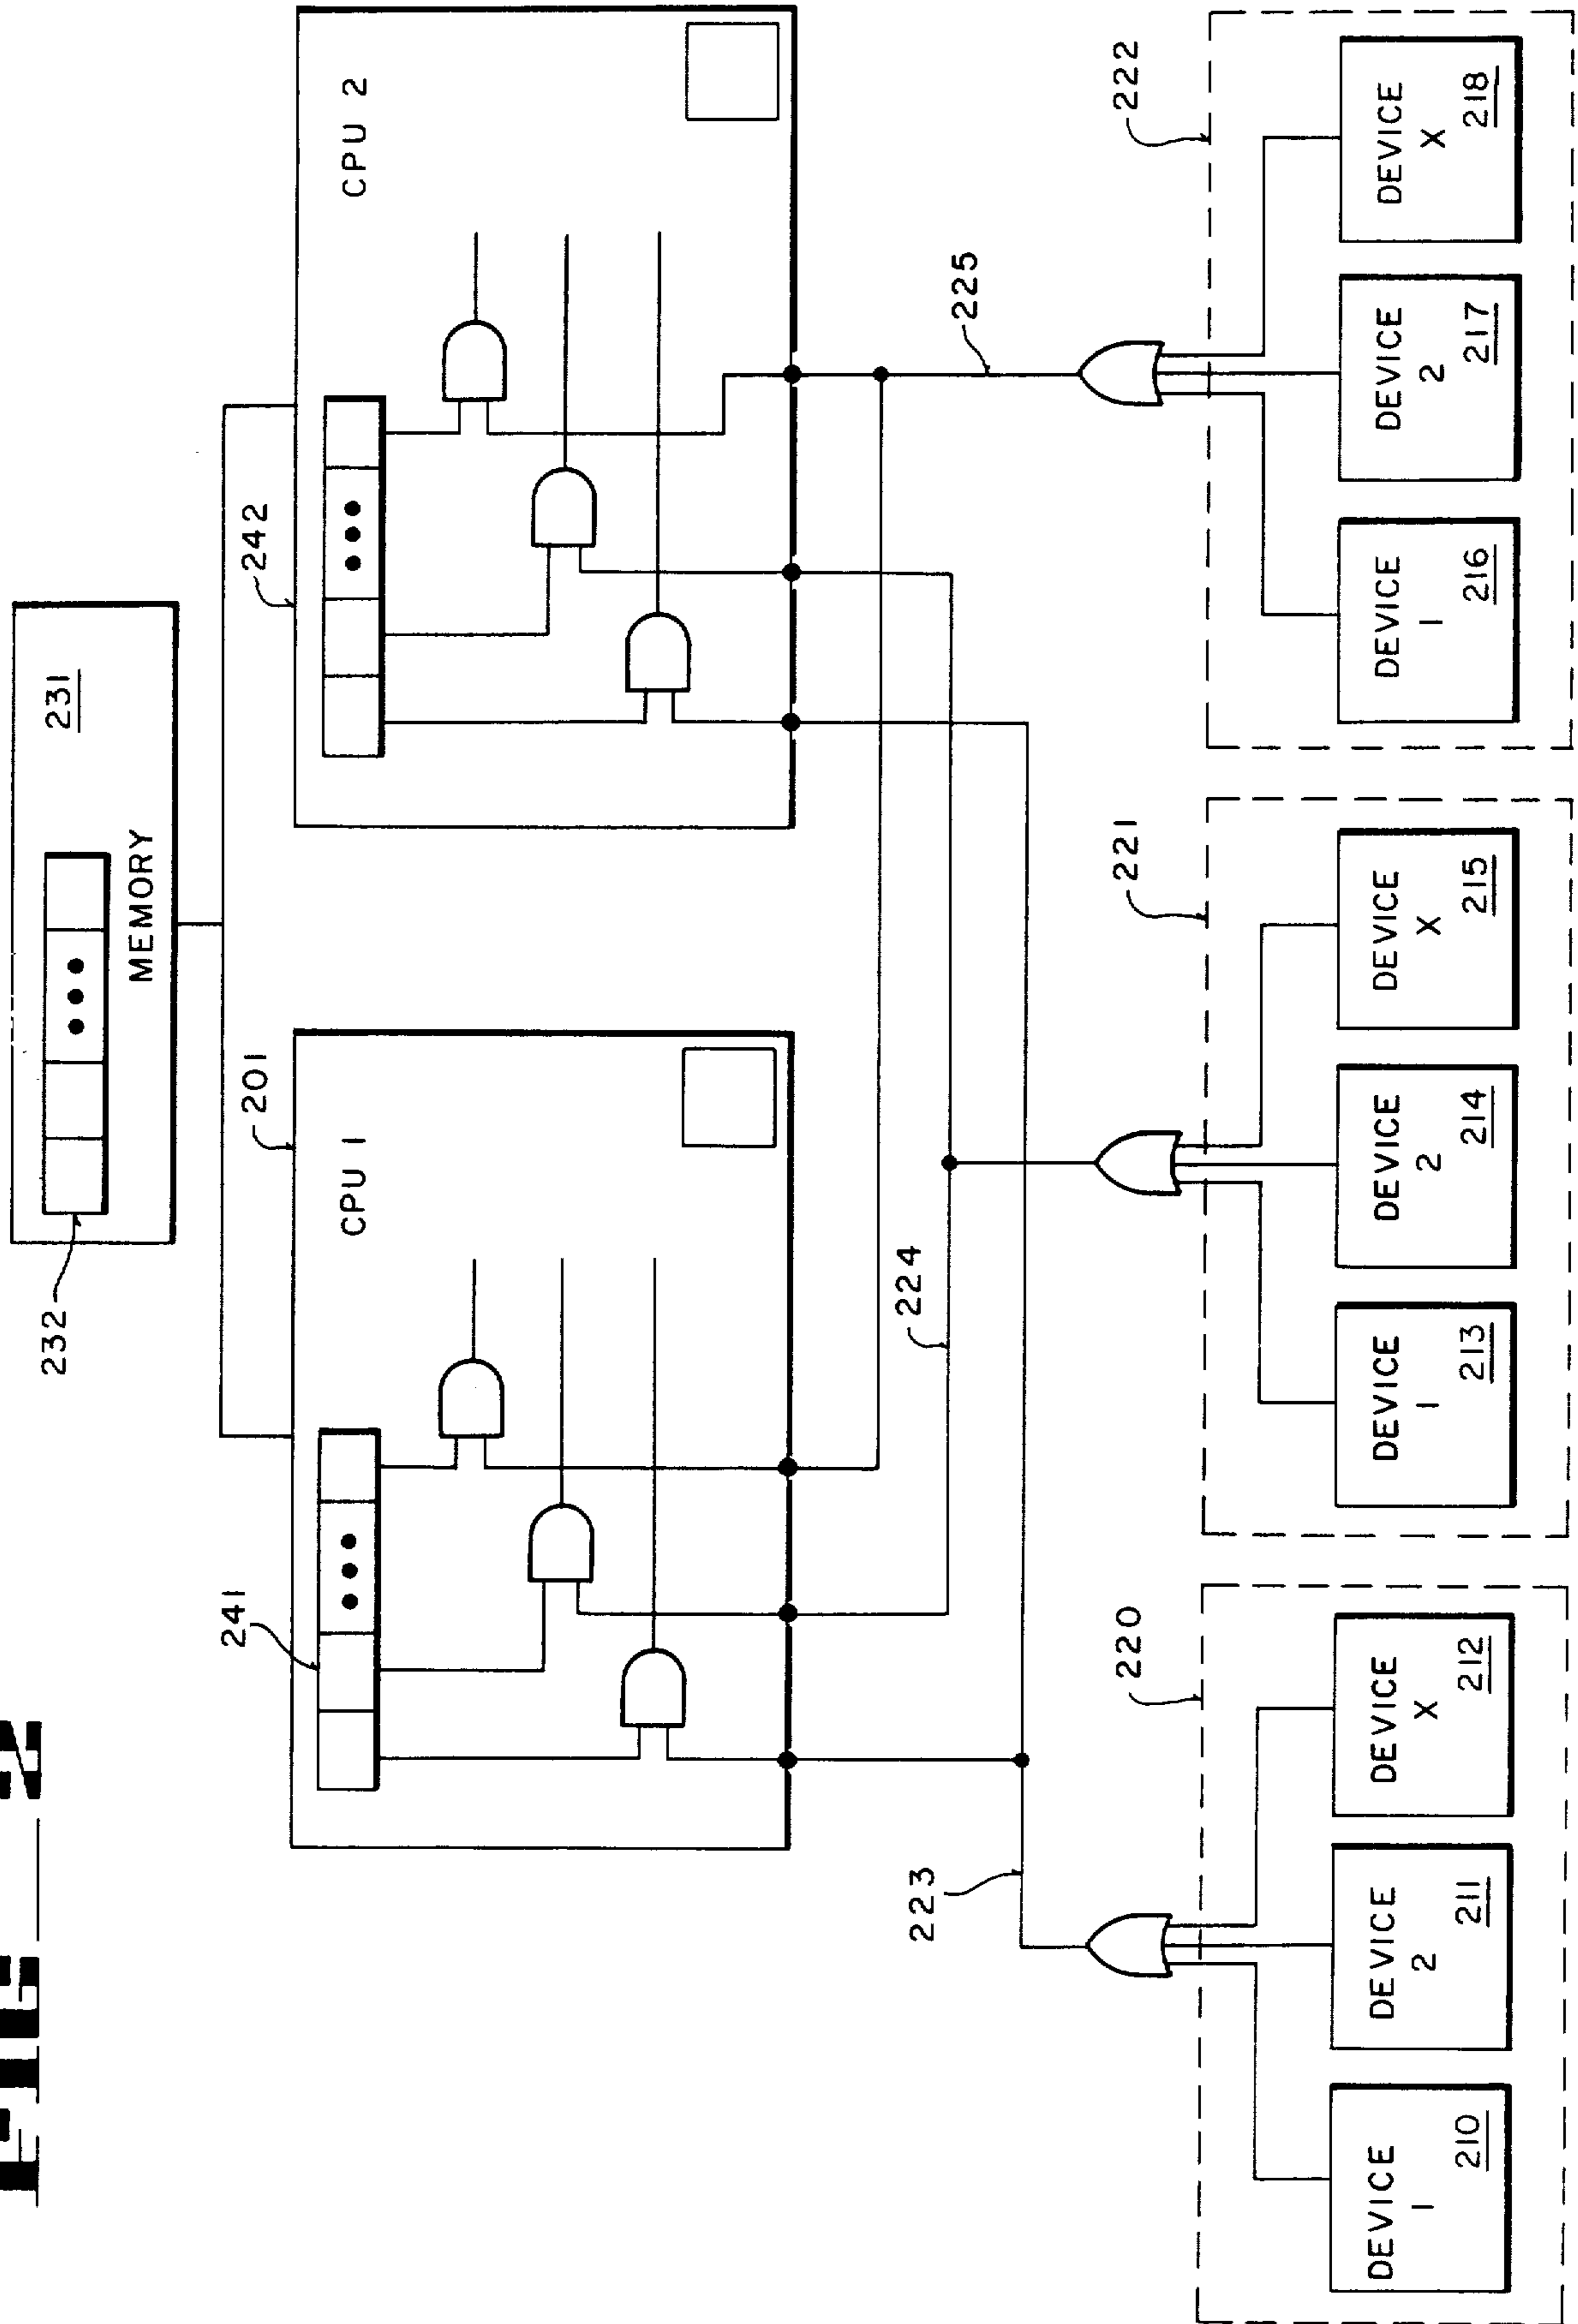 FIG 2
232
231
MEMORY
201
CPU 1
241
242
CPU 2
223
224
225
220
DEVICE 1 210
DEVICE 2 211
DEVICE X 212
221
DEVICE 1 213
DEVICE 2 214
DEVICE X 215
222
DEVICE 1 216
DEVICE 2 217
DEVICE X 218